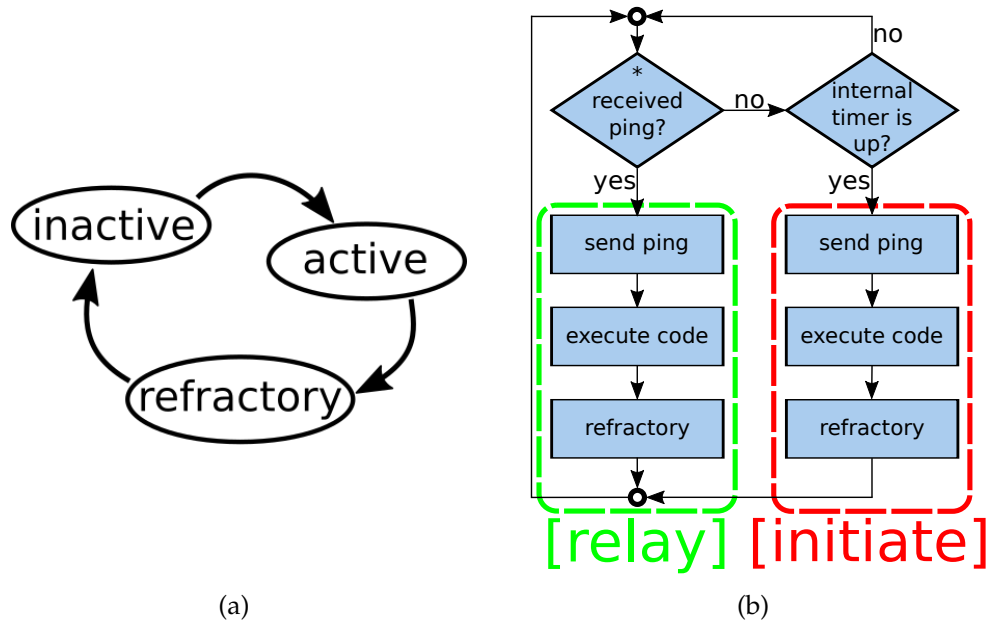 inactive
active
refractory
(a)
*
received
ping?
no
internal
timer is
up?
no
yes
yes
send ping
execute code
refractory
send ping
execute code
refractory
[relay]
[initiate]
(b)